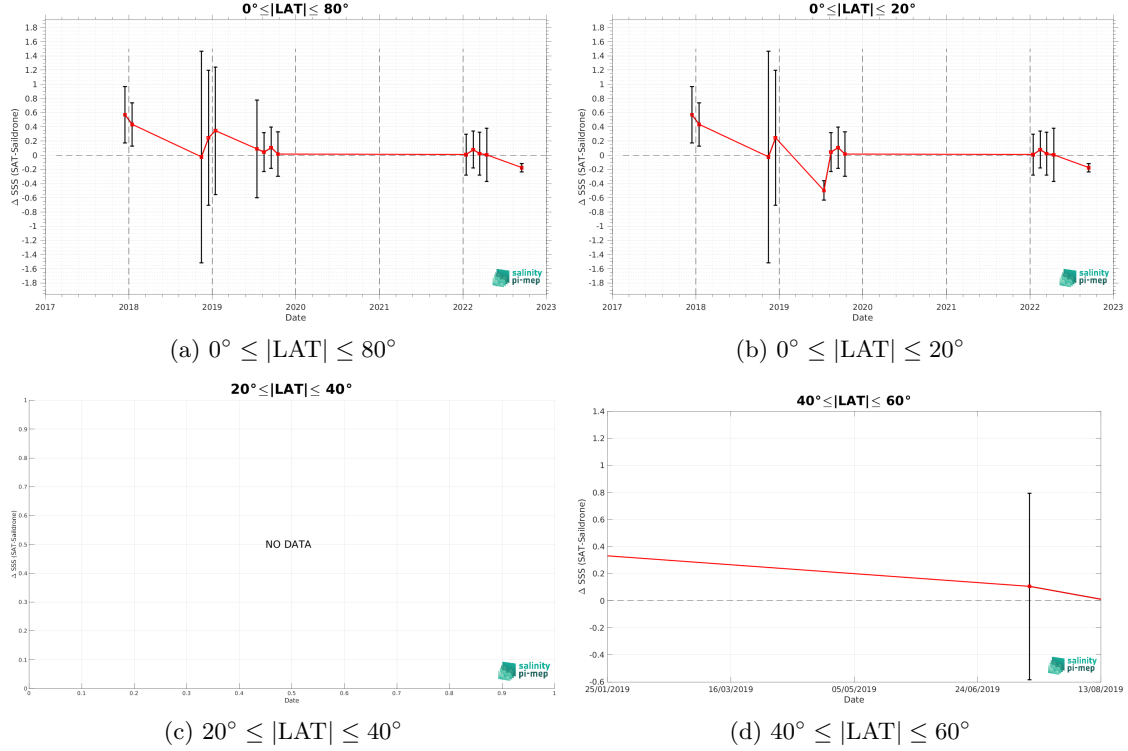 0°≤|LAT|≤ 80°
1.8
1.6
1.4
1.2
1
0.8
0.6
0.4
0.2
0
-0.2
-0.4
-0.6
-0.8
-1
-1.2
-1.4
-1.6
-1.8
Δ SSS (SAT-Saildrone)
2017 2018 2019 2020 2021 2022 2023
Date
salinity
pi-mep
(a) 0° ≤ |LAT| ≤ 80°
0°≤|LAT|≤ 20°
1.8
1.6
1.4
1.2
1
0.8
0.6
0.4
0.2
0
-0.2
-0.4
-0.6
-0.8
-1
-1.2
-1.4
-1.6
-1.8
Δ SSS (SAT-Saildrone)
2017 2018 2019 2020 2021 2022 2023
Date
salinity
pi-mep
(b) 0° ≤ |LAT| ≤ 20°
20°≤|LAT|≤ 40°
1
0.9
0.8
0.7
0.6
0.5
0.4
0.3
0.2
0.1
0
Δ SSS (SAT-Saildrone)
NO DATA
0 0.1 0.2 0.3 0.4 0.5 0.6 0.7 0.8 0.9 1
Date
salinity
pi-mep
(c) 20° ≤ |LAT| ≤ 40°
40°≤|LAT|≤ 60°
1.4
1.2
1
0.8
0.6
0.4
0.2
0
-0.2
-0.4
-0.6
Δ SSS (SAT-Saildrone)
25/01/2019 16/03/2019 05/05/2019 24/06/2019 13/08/2019
Date
salinity
pi-mep
(d) 40° ≤ |LAT| ≤ 60°